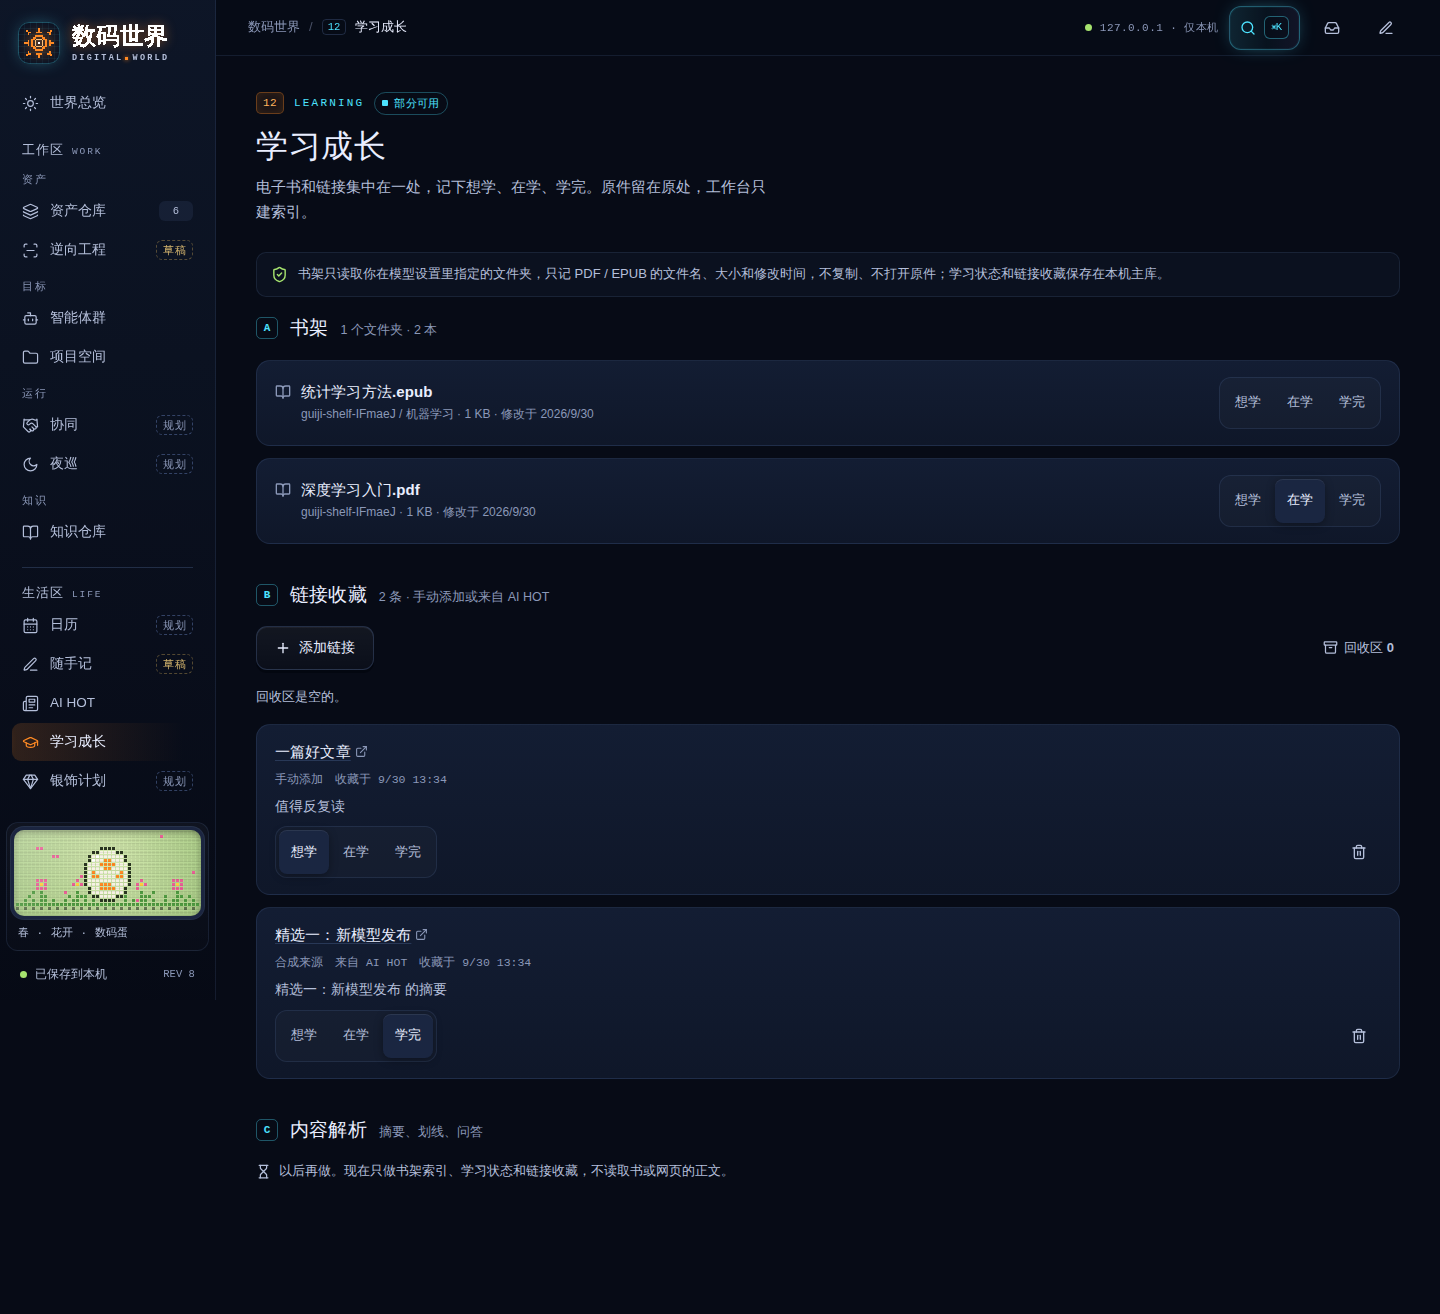 数码世界
DIGITAL WORLD
世界总览
工作区 WORK
资产
资产仓库 6
逆向工程 草稿
目标
智能体群
项目空间
运行
协同 规划
夜巡 规划
知识
知识仓库
生活区 LIFE
日历 规划
随手记 草稿
AI HOT
学习成长
银饰计划 规划
春 · 花开 · 数码蛋
已保存到本机 REV 8
数码世界 / 12 学习成长
127.0.0.1 · 仅本机 ⌘K
12 LEARNING 部分可用
学习成长
电子书和链接集中在一处，记下想学、在学、学完。原件留在原处，工作台只
建索引。
书架只读取你在模型设置里指定的文件夹，只记 PDF / EPUB 的文件名、大小和修改时间，不复制、不打开原件；学习状态和链接收藏保存在本机主库。
A 书架 1 个文件夹 · 2 本
统计学习方法.epub
guiji-shelf-IFmaeJ / 机器学习 · 1 KB · 修改于 2026/9/30
想学 在学 学完
深度学习入门.pdf
guiji-shelf-IFmaeJ · 1 KB · 修改于 2026/9/30
想学 在学 学完
B 链接收藏 2 条 · 手动添加或来自 AI HOT
添加链接
回收区 0
回收区是空的。
一篇好文章
手动添加 收藏于 9/30 13:34
值得反复读
想学 在学 学完
精选一：新模型发布
合成来源 来自 AI HOT 收藏于 9/30 13:34
精选一：新模型发布 的摘要
想学 在学 学完
C 内容解析 摘要、划线、问答
以后再做。现在只做书架索引、学习状态和链接收藏，不读取书或网页的正文。